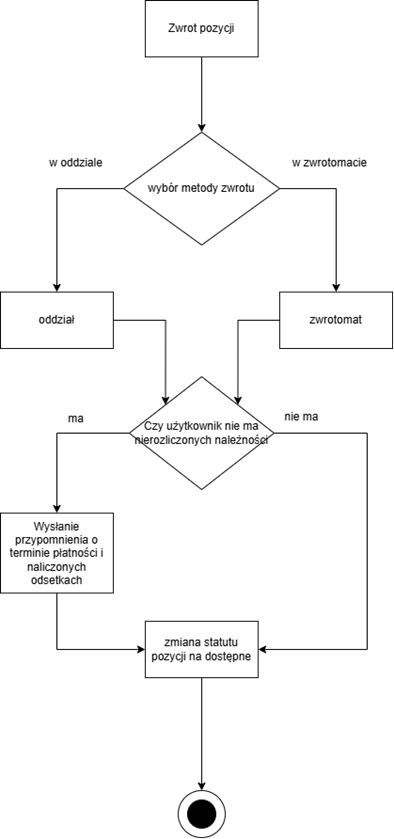 Zwrot pozycji
w oddziale
w zwrotomacie
wybór metody zwrotu
oddział
zwrotomat
Czy użytkownik nie ma
nierozliczonych należności
ma
nie ma
Wysłanie
przypomnienia o
terminie płatności i
naliczonych
odsetkach
zmiana statutu
pozycji na dostępne